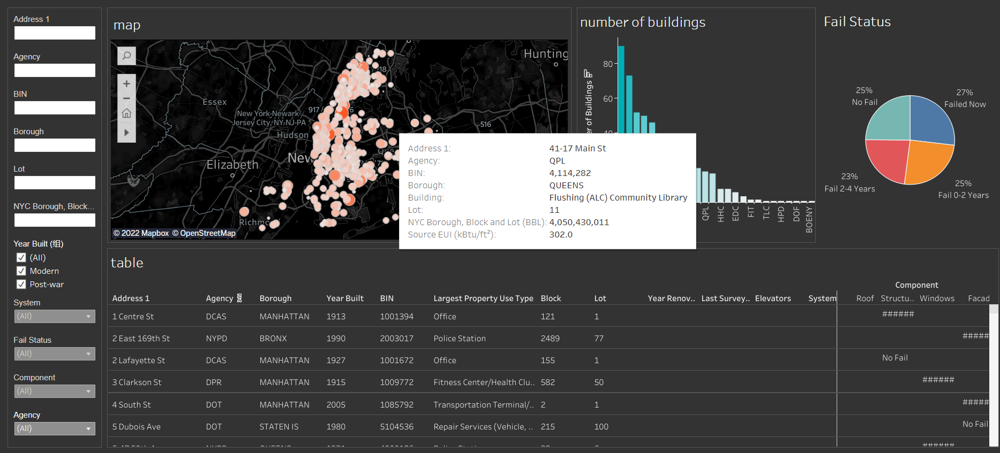 Address 1
Agency
BIN
Borough
Lot
NYC Borough, Block...
Year Built (组)
(All)
Modern
Post-war
System
(All)
Fail Status
(All)
Component
(All)
Agency
(All)
map
Hunting
18
Essex
917
6
New York-Newark-
Jersey City, NY-NJ-PA
516
Hudson
Elizabeth
New
78
Richmo
© 2022 Mapbox © OpenStreetMap
number of buildings
80
60
40
er of Buildings
QPL
HHC
EDC
FIT
TLC
HPD
DOF
BOENY
Fail Status
25%
No Fail
27%
Failed Now
23%
Fail 2-4 Years
25%
Fail 0-2 Years
Address 1: 41-17 Main St
Agency: QPL
BIN: 4,114,282
Borough: QUEENS
Building: Flushing (ALC) Community Library
Lot: 11
NYC Borough, Block and Lot (BBL): 4,050,430,011
Source EUI (kBtu/ft²): 302.0
table
Component
Address 1 Agency Borough Year Built BIN Largest Property Use Type Block Lot Year Renov.. Last Survey.. Elevators System Roof Structu.. Windows Facad
1 Centre St DCAS MANHATTAN 1913 1001394 Office 121 1 ######
2 East 169th St NYPD BRONX 1990 2003017 Police Station 2489 77 #####
2 Lafayette St DCAS MANHATTAN 1927 1001672 Office 155 1 No Fail
3 Clarkson St DPR MANHATTAN 1915 1009772 Fitness Center/Health Clu.. 582 50 ######
4 South St DOT MANHATTAN 2005 1085792 Transportation Terminal/.. 2 1 #####
5 Dubois Ave DOT STATEN IS 1980 5104536 Repair Services (Vehicle, .. 215 100 No Fail
######